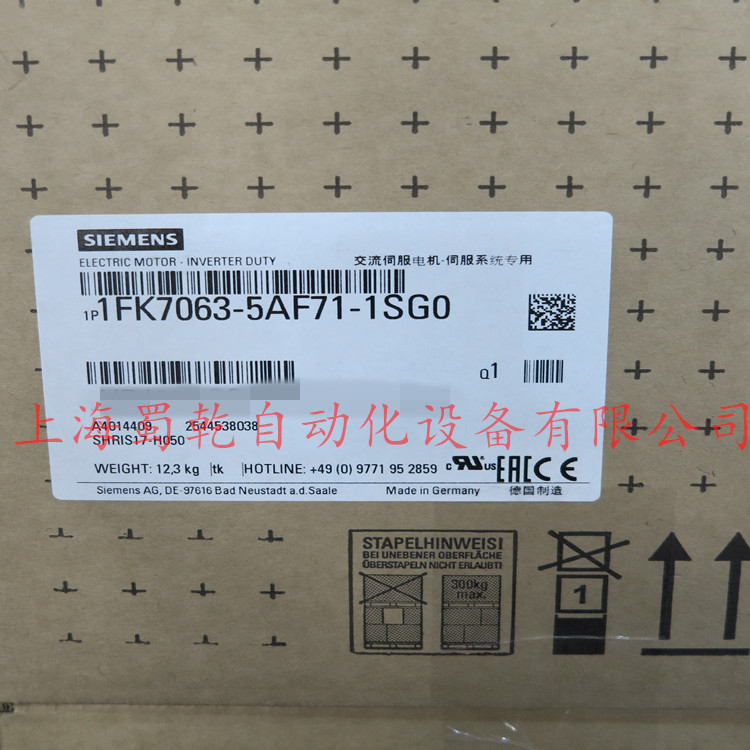 SIEMENS
ELECTRIC MOTOR - INVERTER DUTY 交流伺服电机-伺服系统专用
1P 1FK7063-5AF71-1SG0
Q1
上海蜀乾自动化设备有限公司
A4014409 2544538038
SHRIS17-H050
WEIGHT: 12,3 kg tk HOTLINE: +49 (0) 9771 95 2859 c UL us EAC CE
Siemens AG, DE-97616 Bad Neustadt a.d.Saale Made in Germany 德国制造
STAPELHINWEIS!
BEI UNEBENER OBERFLÄCHE
ÜBERSTAPELN NICHT ERLAUBT!
300kg
max.
1